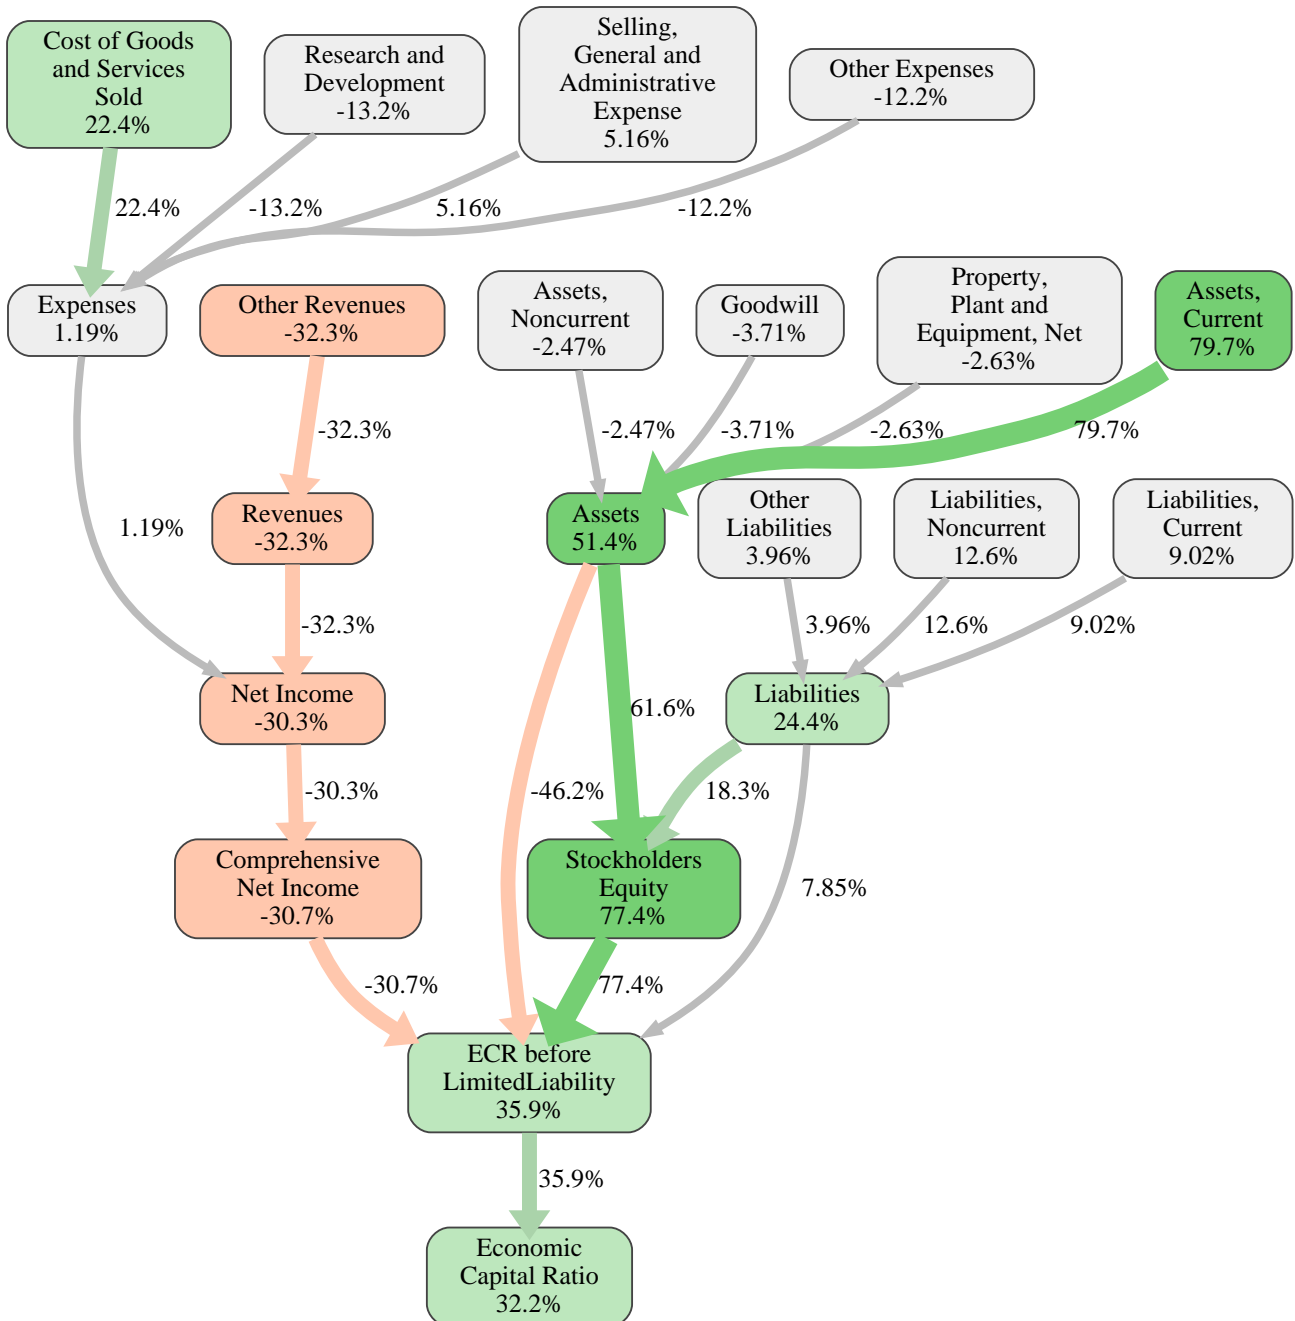 Cost of Goods
and Services
Sold
22.4%
Research and
Development
-13.2%
Selling,
General and
Administrative
Expense
5.16%
Other Expenses
-12.2%
22.4%
-13.2%
5.16%
-12.2%
Expenses
1.19%
Other Revenues
-32.3%
Assets,
Noncurrent
-2.47%
Goodwill
-3.71%
Property,
Plant and
Equipment, Net
-2.63%
Assets,
Current
79.7%
-32.3%
-2.47%
-3.71%
-2.63%
79.7%
1.19%
Revenues
-32.3%
Assets
51.4%
Other
Liabilities
3.96%
Liabilities,
Noncurrent
12.6%
Liabilities,
Current
9.02%
-32.3%
3.96%
12.6%
9.02%
Net Income
-30.3%
61.6%
Liabilities
24.4%
-30.3%
-46.2%
18.3%
Comprehensive
Net Income
-30.7%
Stockholders
Equity
77.4%
7.85%
-30.7%
77.4%
ECR before
LimitedLiability
35.9%
35.9%
Economic
Capital Ratio
32.2%